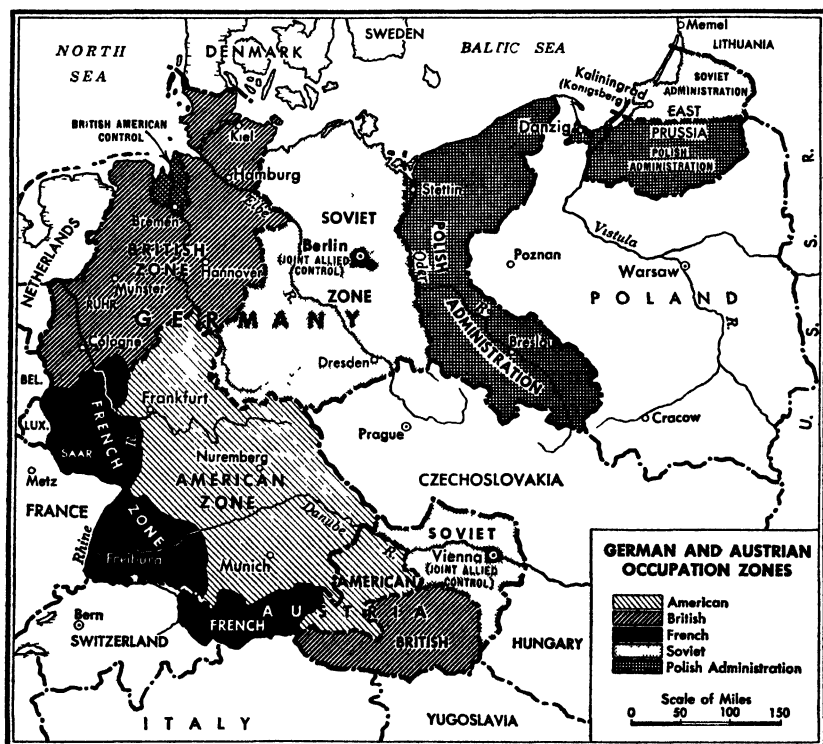 NORTH
SEA
DENMARK
SWEDEN
BALTIC SEA
Memel
LITHUANIA
SOVIET
ADMINISTRATION
Kaliningrad
(Konigsberg)
EAST
PRUSSIA
POLISH
ADMINISTRATION
Danzig
BRITISH AMERICAN
CONTROL
Kiel
Hamburg
Elbe
R.
Stettin
SOVIET
ZONE
Berlin
(JOINT ALLIED
CONTROL)
Bremen
BRITISH
ZONE
Hannover
Munster
NETHERLANDS
RUHR
GERMANY
Cologne
POLISH
ADMINISTRATION
Oder
R.
Poznan
Vistula
R.
Warsaw
POLAND
U. S. S. R.
Dresden
Cracow
BEL.
LUX.
FRENCH
ZONE
SAAR
Frankfurt
Prague
Nuremberg
AMERICAN
ZONE
CZECHOSLOVAKIA
Metz
FRANCE
Rhine
Freiburg
Danube
R.
Munich
SOVIET
Vienna
(JOINT ALLIED
CONTROL)
AMERICAN
AUSTRIA
FRENCH
BRITISH
Bern
SWITZERLAND
HUNGARY
ITALY
YUGOSLAVIA
GERMAN AND AUSTRIAN
OCCUPATION ZONES
American
British
French
Soviet
Polish Administration
Scale of Miles
0 50 100 150